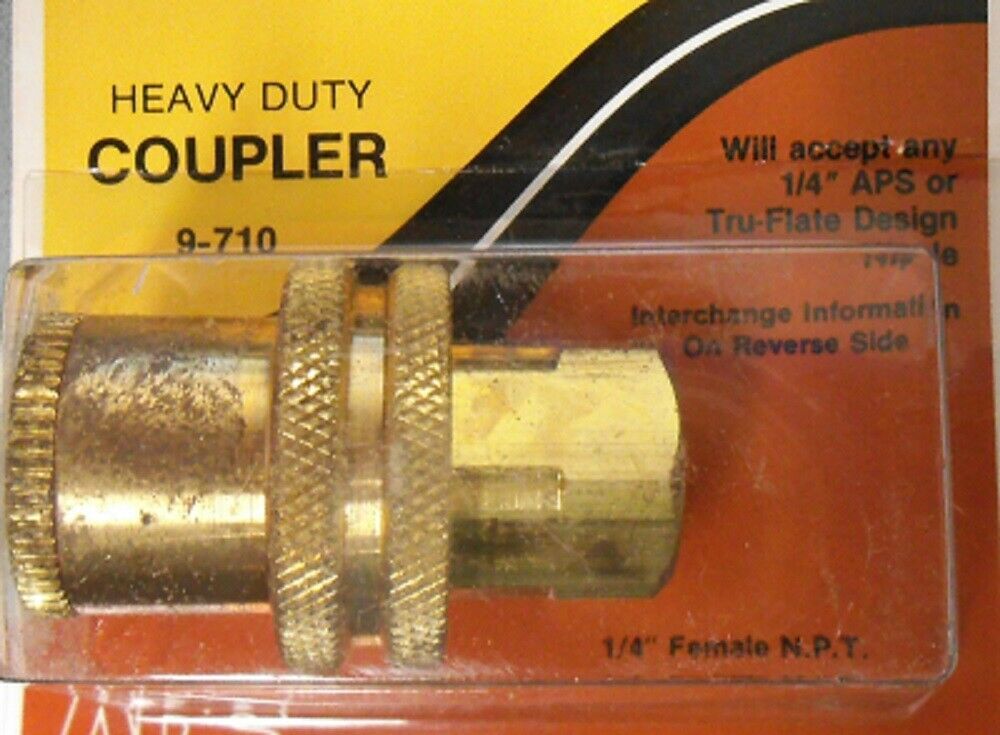 HEAVY DUTY
COUPLER
9-710
Will accept any
1/4" APS or
Tru-Flate Design
Interchange Information
On Reverse Side
1/4" Female N.P.T.